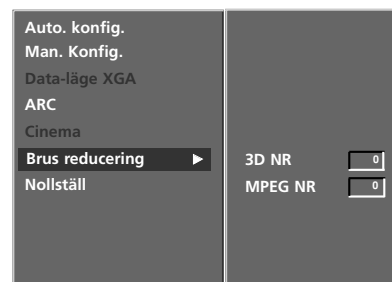 Auto. konfig.
Man. Konfig.
Data-läge XGA
ARC
Cinema
Brus reducering ▶
Nollställ
3D NR 0
MPEG NR 0